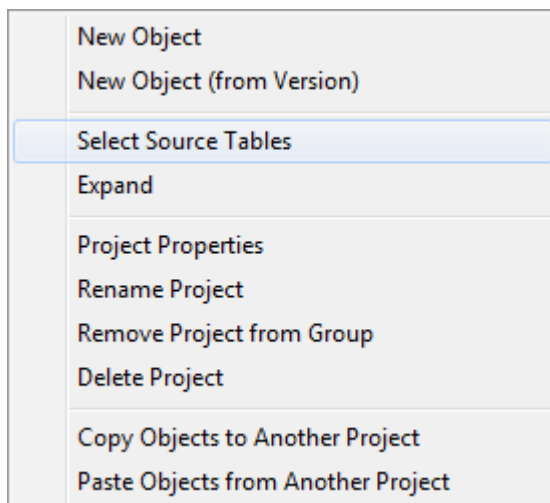 New Object
New Object (from Version)
Select Source Tables
Expand
Project Properties
Rename Project
Remove Project from Group
Delete Project
Copy Objects to Another Project
Paste Objects from Another Project